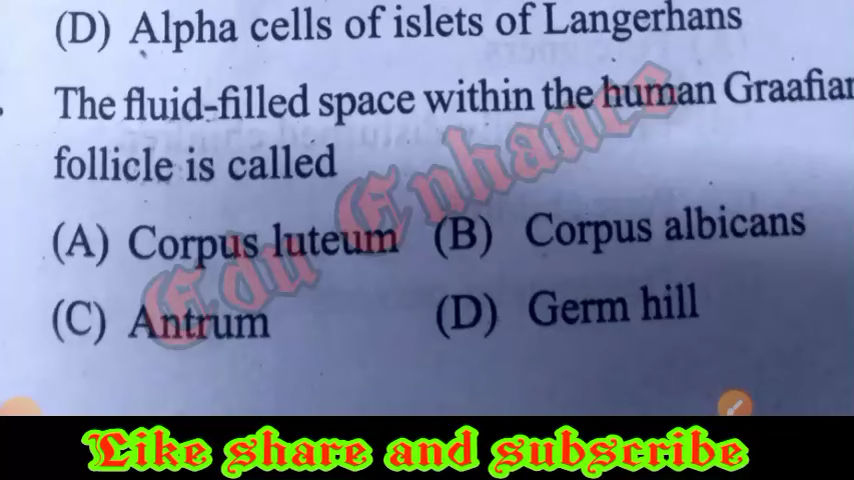 (D) Alpha cells of islets of Langerhans
The fluid-filled space within the human Graafian
follicle is called
(A) Corpus luteum (B) Corpus albicans
(C) Antrum (D) Germ hill
Edu Enhance
Like share and subscribe